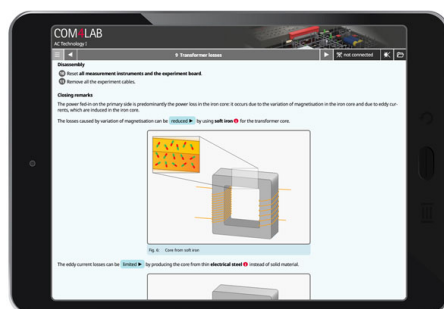 COM4LAB
AC Technology I
9 Transformer losses
not connected
Disassembly
Reset all measurement instruments and the experiment board.
Remove all the experiment cables.
Closing remarks
The power fed-in on the primary side is predominantly the power loss in the iron core: it occurs due to the variation of magnetisation in the iron core and due to eddy cur-
rents, which are induced in the iron core.
The losses caused by variation of magnetisation can be reduced by using soft iron for the transformer core.
Fig. 6: Core from soft iron
The eddy current losses can be limited by producing the core from thin electrical steel instead of solid material.